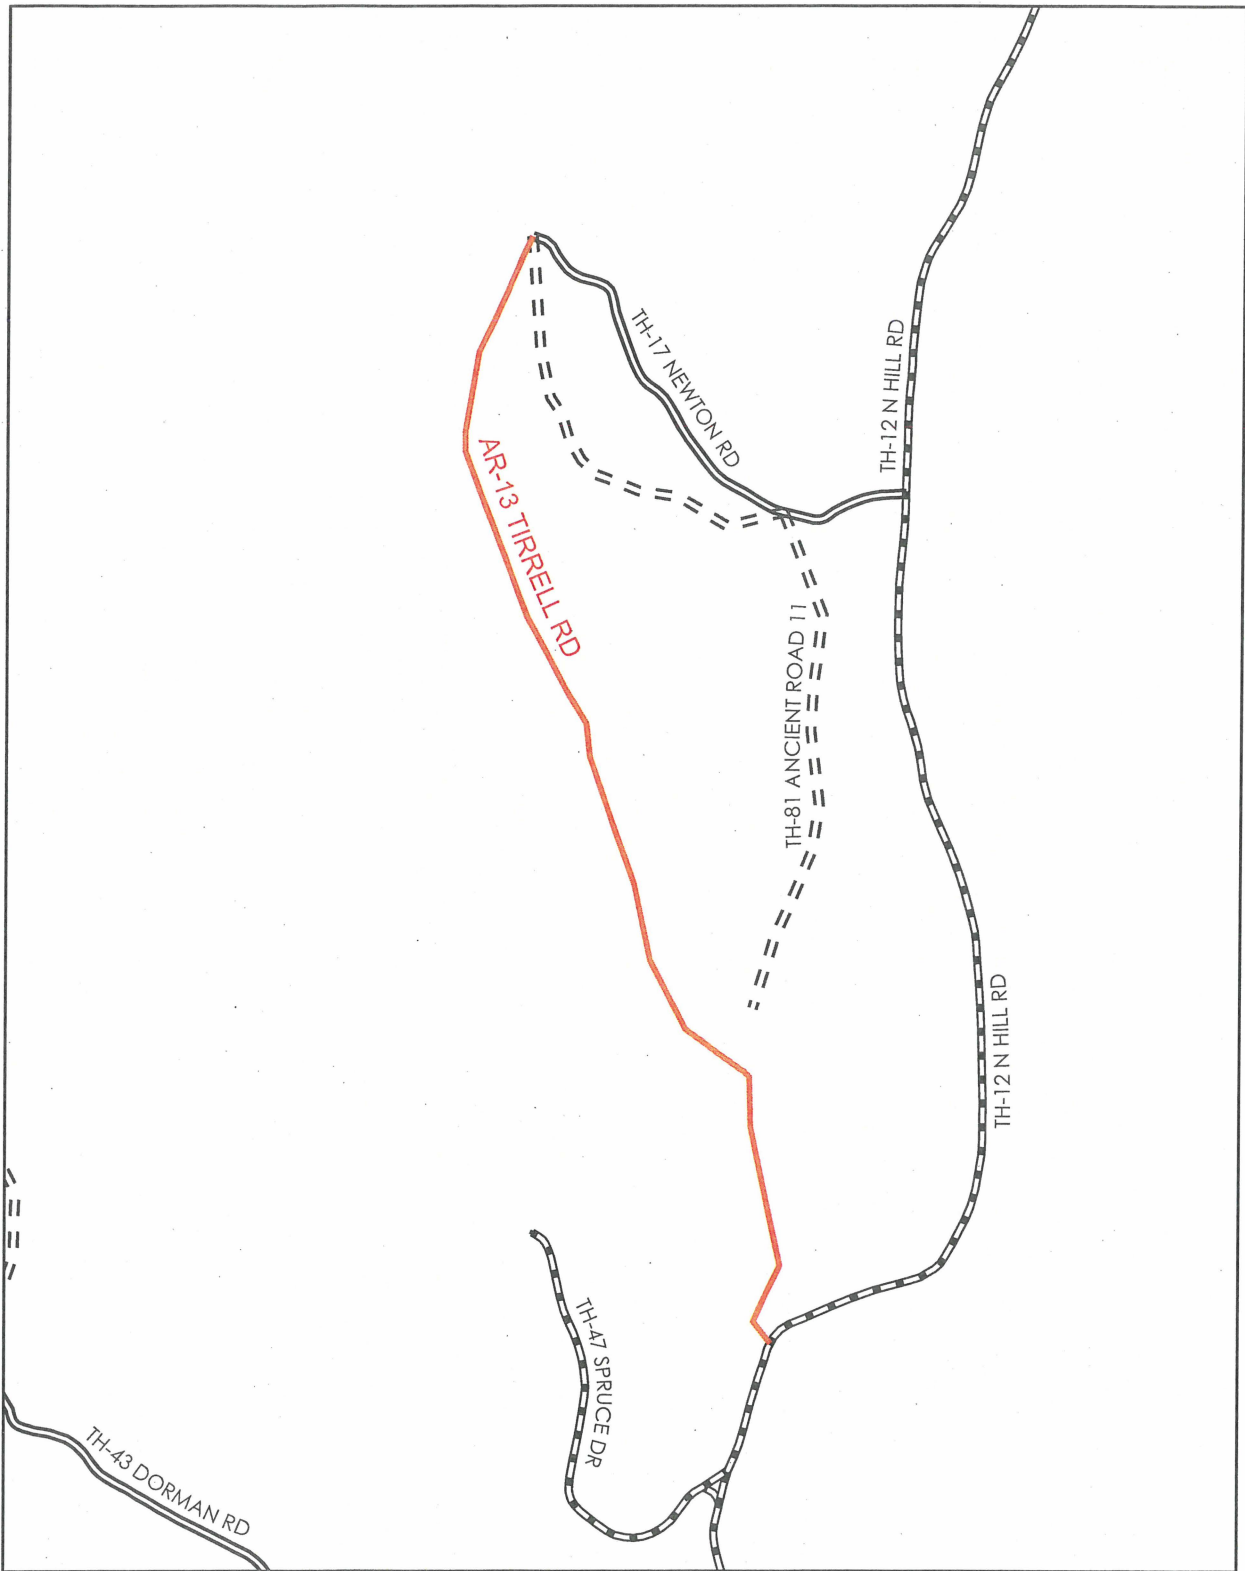 TH-17 NEWTON RD
TH-12 N HILL RD
AR-13 TIRRELL RD
TH-81 ANCIENT ROAD 11
TH-12 N HILL RD
TH-47 SPRUCE DR
TH-43 DORMAN RD